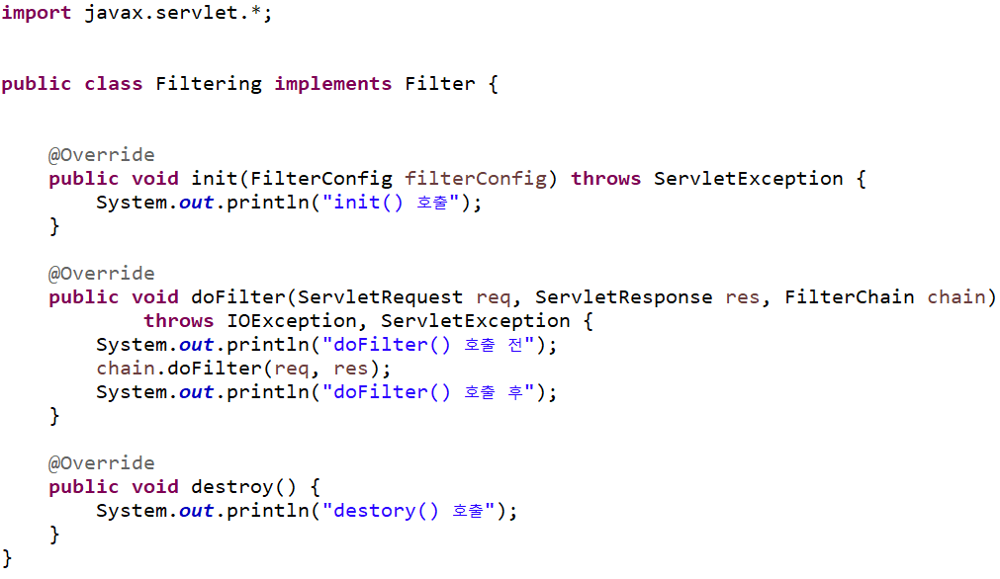 import javax.servlet.*;
public class Filtering implements Filter {
@Override
public void init(FilterConfig filterConfig) throws ServletException {
System.out.println("init() 호출");
}
@Override
public void doFilter(ServletRequest req, ServletResponse res, FilterChain chain)
throws IOException, ServletException {
System.out.println("doFilter() 호출 전");
chain.doFilter(req, res);
System.out.println("doFilter() 호출 후");
}
@Override
public void destroy() {
System.out.println("destory() 호출");
}
}